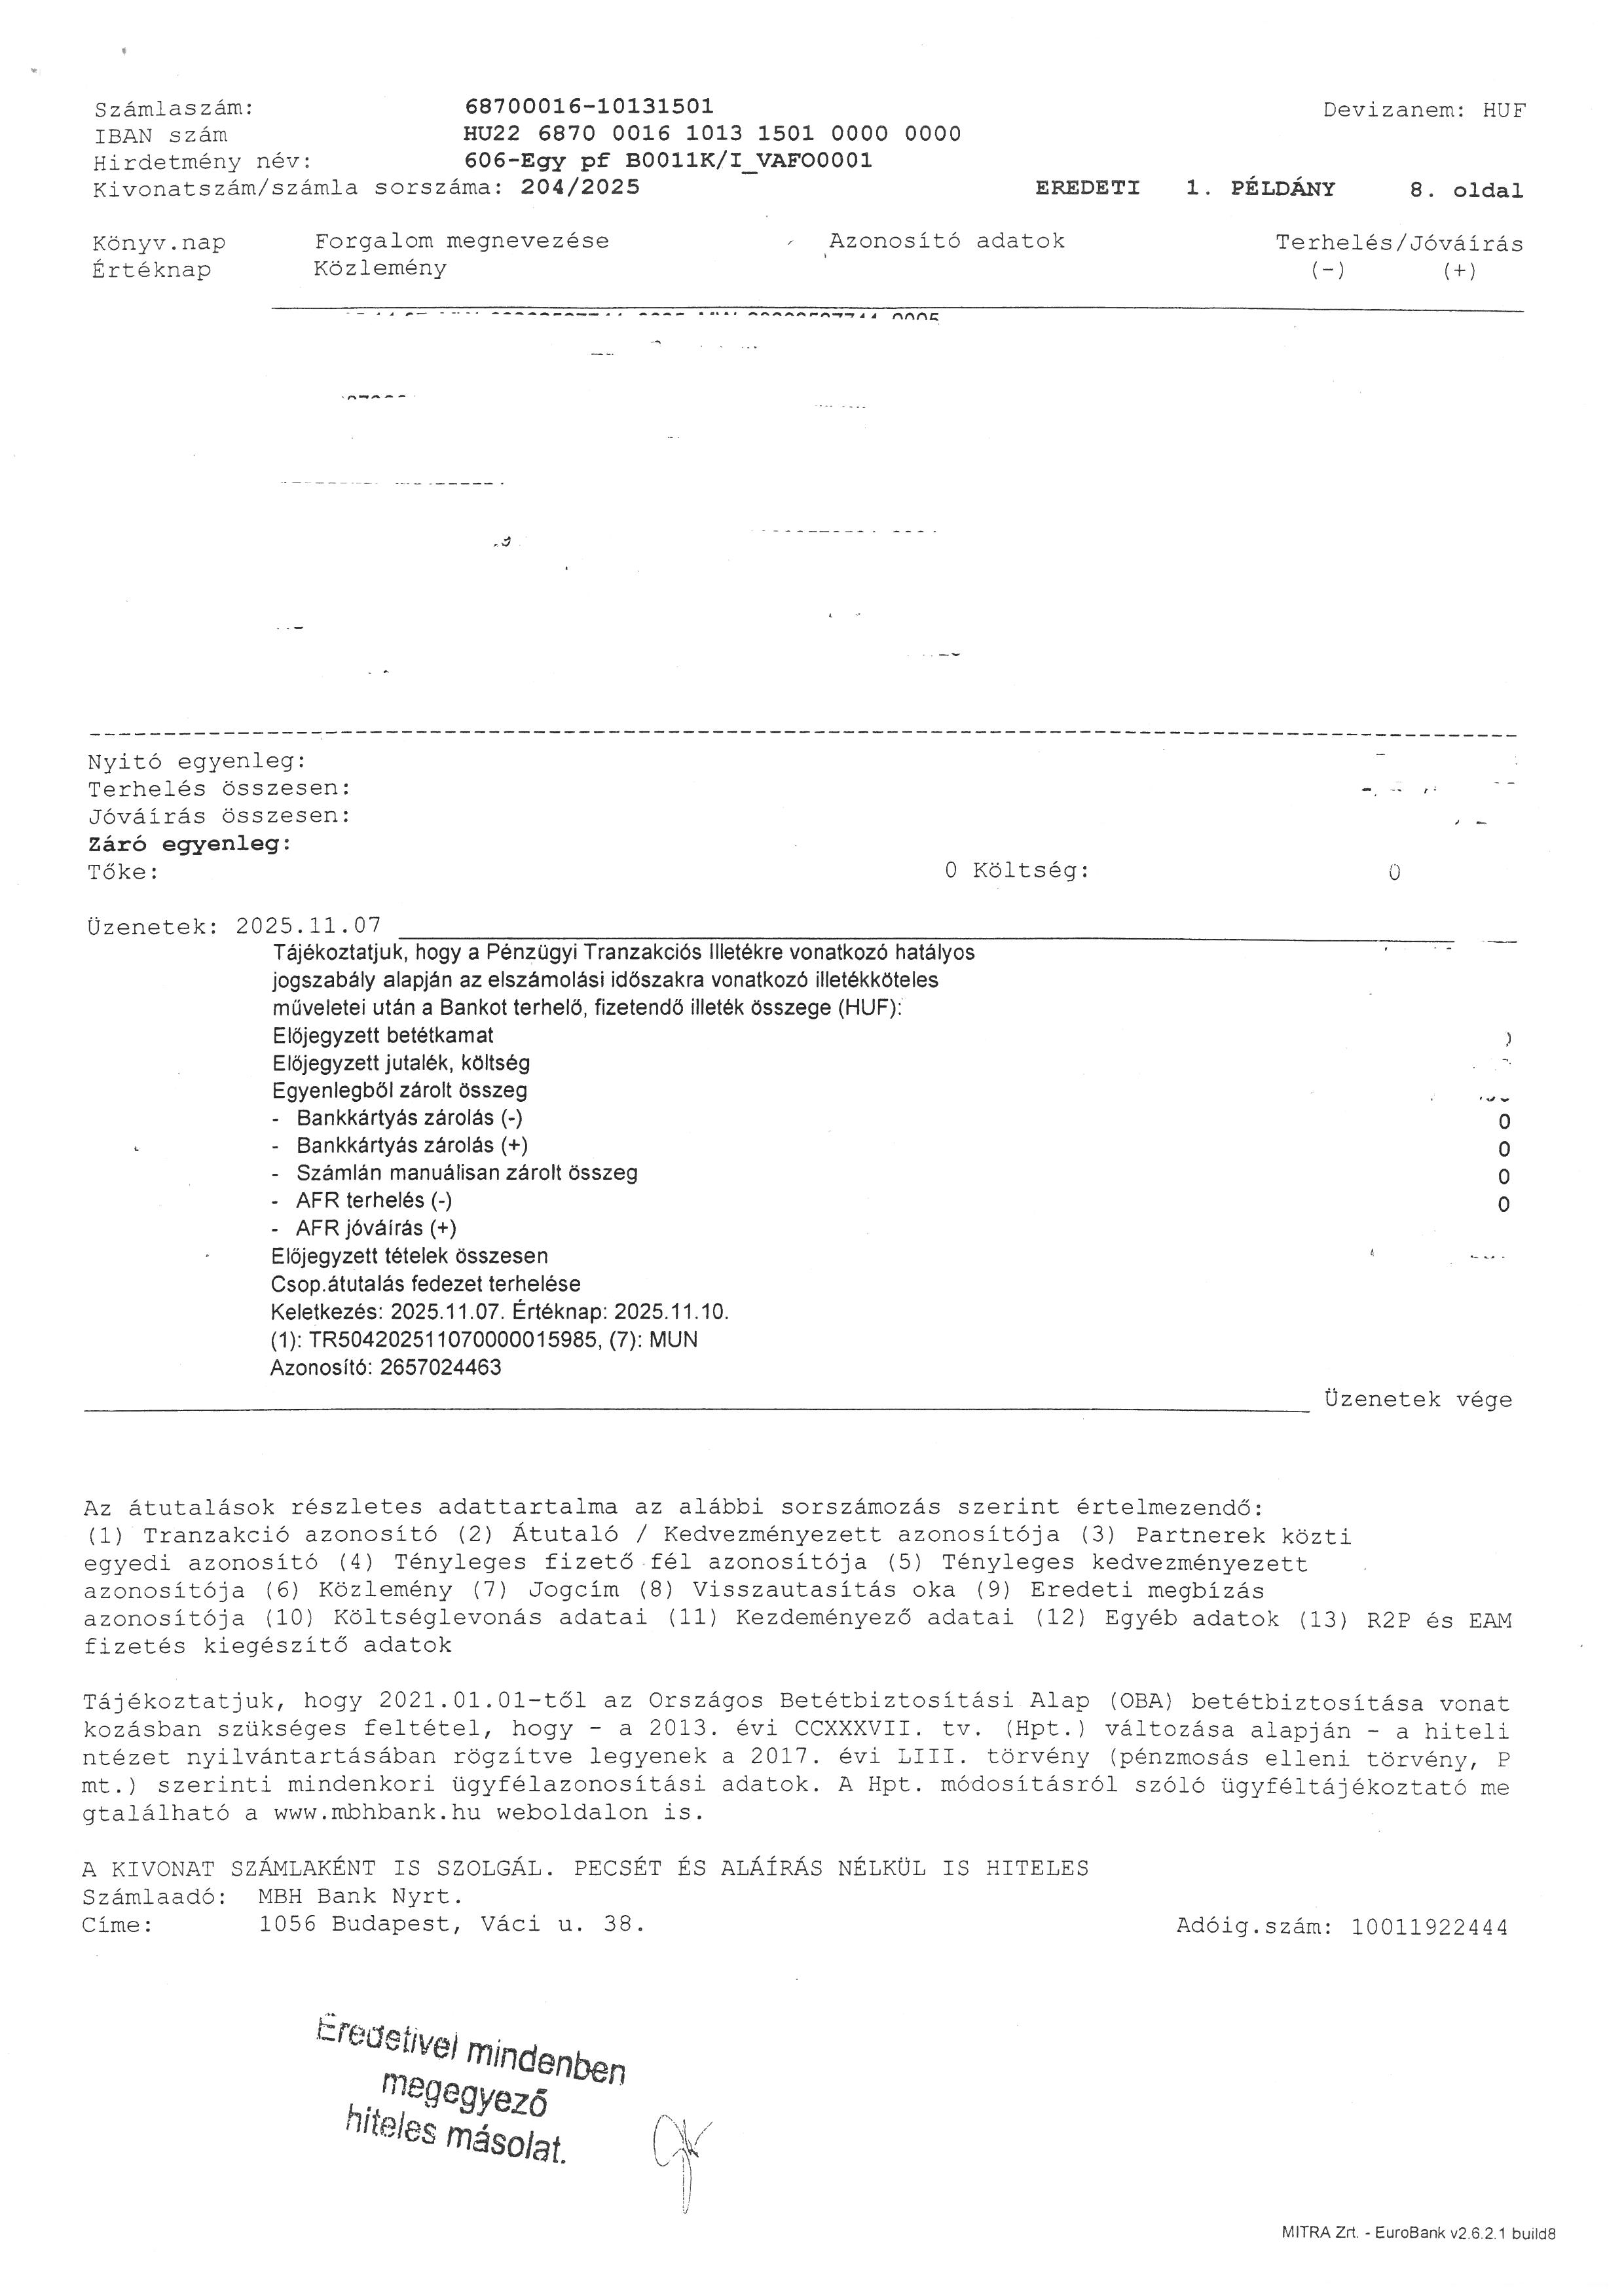 Számlaszám: 68700016-10131501 Devizanem: HUF
IBAN szám HU22 6870 0016 1013 1501 0000 0000
Hirdetmény név: 606-Egy pf B0011K/I_VAFO0001
Kivonatszám/számla sorszáma: 204/2025 EREDETI 1. PÉLDÁNY 8. oldal
Könyv.nap Forgalom megnevezése Azonosító adatok Terhelés/Jóváírás
Értéknap Közlemény (-) (+)
Nyitó egyenleg:
Terhelés összesen:
Jóváírás összesen:
Záró egyenleg:
Tőke: 0 Költség: 0
Üzenetek: 2025.11.07
Tájékoztatjuk, hogy a Pénzügyi Tranzakciós Illetékre vonatkozó hatályos
jogszabály alapján az elszámolási időszakra vonatkozó illetékköteles
műveletei után a Bankot terhelő, fizetendő illeték összege (HUF):
Előjegyzett betétkamat
Előjegyzett jutalék, költség
Egyenlegből zárolt összeg
- Bankkártyás zárolás (-) 0
- Bankkártyás zárolás (+) 0
- Számlán manuálisan zárolt összeg 0
- AFR terhelés (-) 0
- AFR jóváírás (+)
Előjegyzett tételek összesen
Csop.átutalás fedezet terhelése
Keletkezés: 2025.11.07. Értéknap: 2025.11.10.
(1): TR504202511070000015985, (7): MUN
Azonosító: 2657024463
Üzenetek vége
Az átutalások részletes adattartalma az alábbi sorszámozás szerint értelmezendő:
(1) Tranzakció azonosító (2) Átutaló / Kedvezményezett azonosítója (3) Partnerek közti
egyedi azonosító (4) Tényleges fizető fél azonosítója (5) Tényleges kedvezményezett
azonosítója (6) Közlemény (7) Jogcím (8) Visszautasítás oka (9) Eredeti megbízás
azonosítója (10) Költséglevonás adatai (11) Kezdeményező adatai (12) Egyéb adatok (13) R2P és EAM
fizetés kiegészítő adatok
Tájékoztatjuk, hogy 2021.01.01-től az Országos Betétbiztosítási Alap (OBA) betétbiztosítása vonat
kozásban szükséges feltétel, hogy - a 2013. évi CCXXXVII. tv. (Hpt.) változása alapján - a hiteli
ntézet nyilvántartásában rögzítve legyenek a 2017. évi LIII. törvény (pénzmosás elleni törvény, P
mt.) szerinti mindenkori ügyfélazonosítási adatok. A Hpt. módosításról szóló ügyféltájékoztató me
gtalálható a www.mbhbank.hu weboldalon is.
A KIVONAT SZÁMLAKÉNT IS SZOLGÁL. PECSÉT ÉS ALÁÍRÁS NÉLKÜL IS HITELES
Számlaadó: MBH Bank Nyrt.
Címe: 1056 Budapest, Váci u. 38. Adóig.szám: 10011922444
Eredetivel mindenben
megegyező
hiteles másolat.
MITRA Zrt. - EuroBank v2.6.2.1 build8